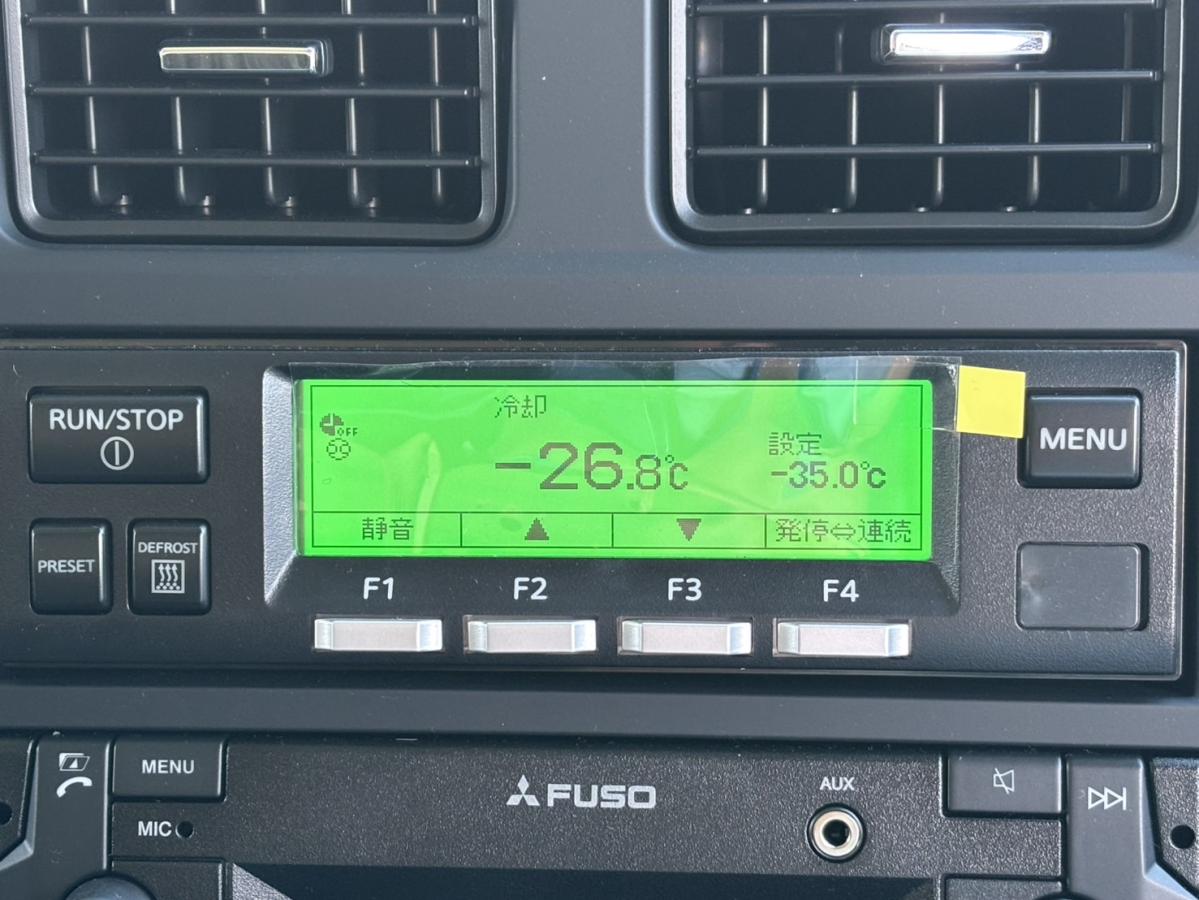 RUN/STOP
冷却
OFF
-26.8℃
設定
-35.0℃
MENU
静音
▲
▼
発停⇔連続
PRESET
DEFROST
F1
F2
F3
F4
MENU
MIC
FUSO
AUX